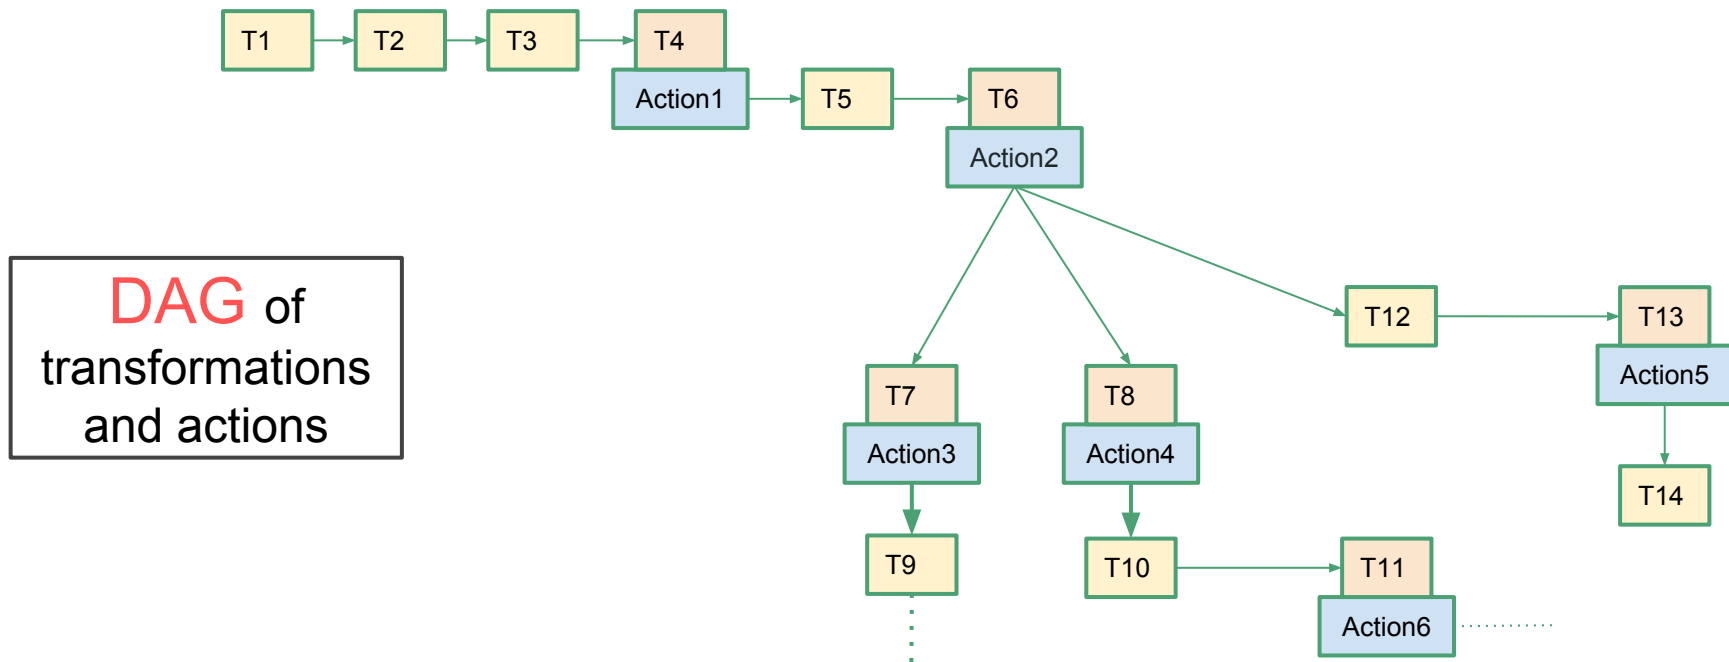 T1
T2
T3
T4
Action1
T5
T6
Action2
DAG of
transformations
and actions
T12
T13
Action5
T7
T8
Action3
Action4
T14
T9
T10
T11
Action6